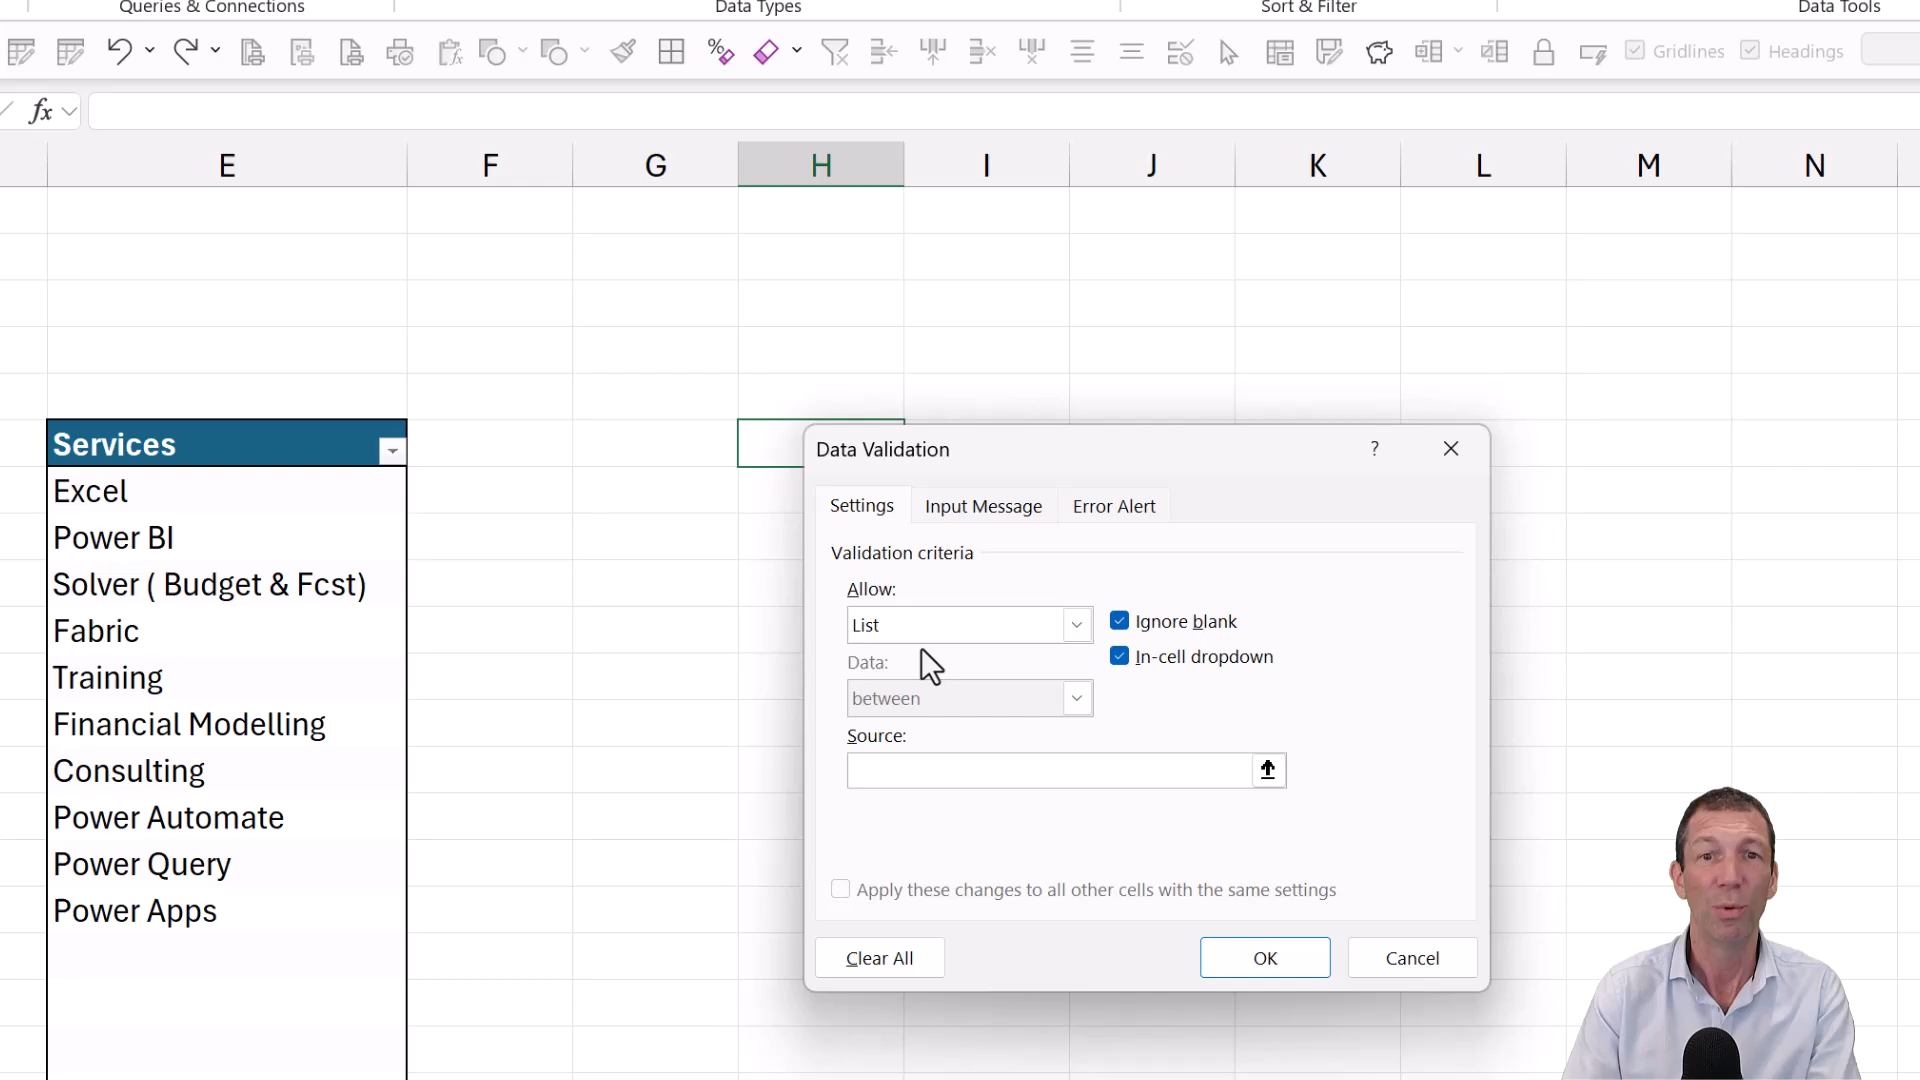 Queries & Connections
Data Types
Sort & Filter
Data Tools
Gridlines
Headings
fx
E
F
G
H
I
J
K
L
M
N
Services
Excel
Power BI
Solver ( Budget & Fcst)
Fabric
Training
Financial Modelling
Consulting
Power Automate
Power Query
Power Apps
Data Validation
?
Settings
Input Message
Error Alert
Validation criteria
Allow:
List
Ignore blank
Data:
In-cell dropdown
between
Source:
Apply these changes to all other cells with the same settings
Clear All
OK
Cancel